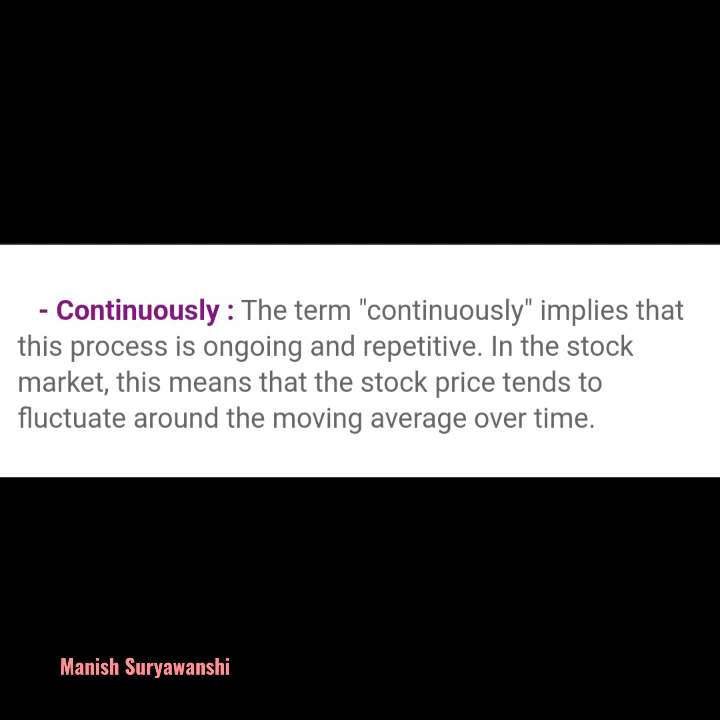 - Continuously : The term "continuously" implies that
this process is ongoing and repetitive. In the stock
market, this means that the stock price tends to
fluctuate around the moving average over time.
Manish Suryawanshi